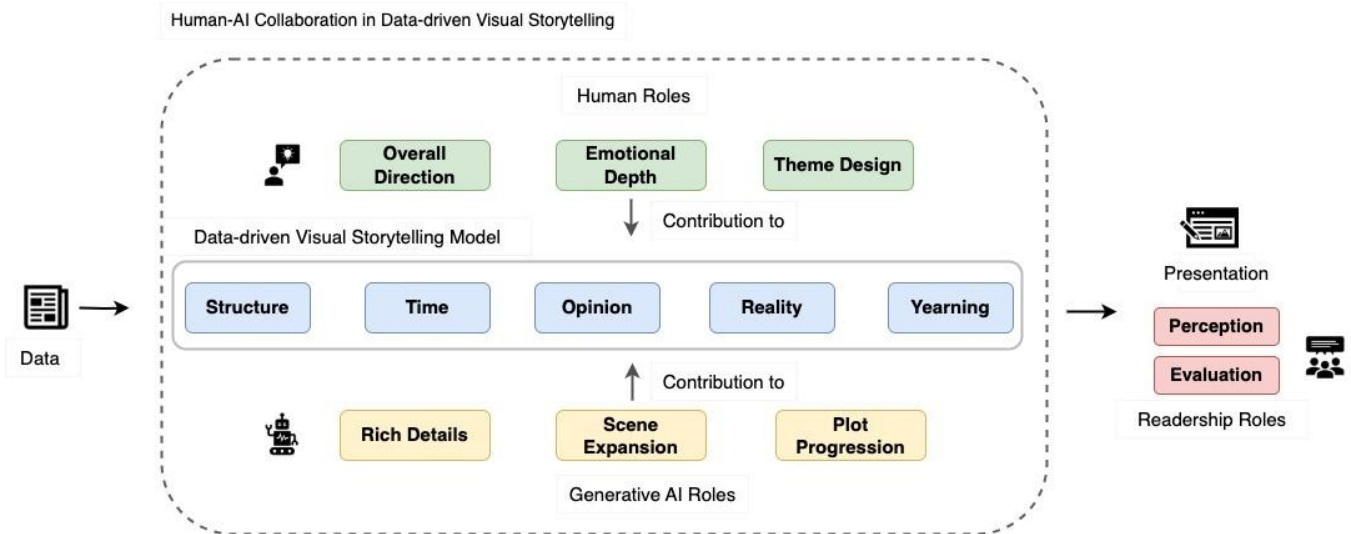 Human-AI Collaboration in Data-driven Visual Storytelling
Human Roles
Overall
Direction
Emotional
Depth
Theme Design
Contribution to
Data-driven Visual Storytelling Model
Structure
Time
Opinion
Reality
Yearning
Data
Contribution to
Rich Details
Scene
Expansion
Plot
Progression
Generative AI Roles
Presentation
Perception
Evaluation
Readership Roles